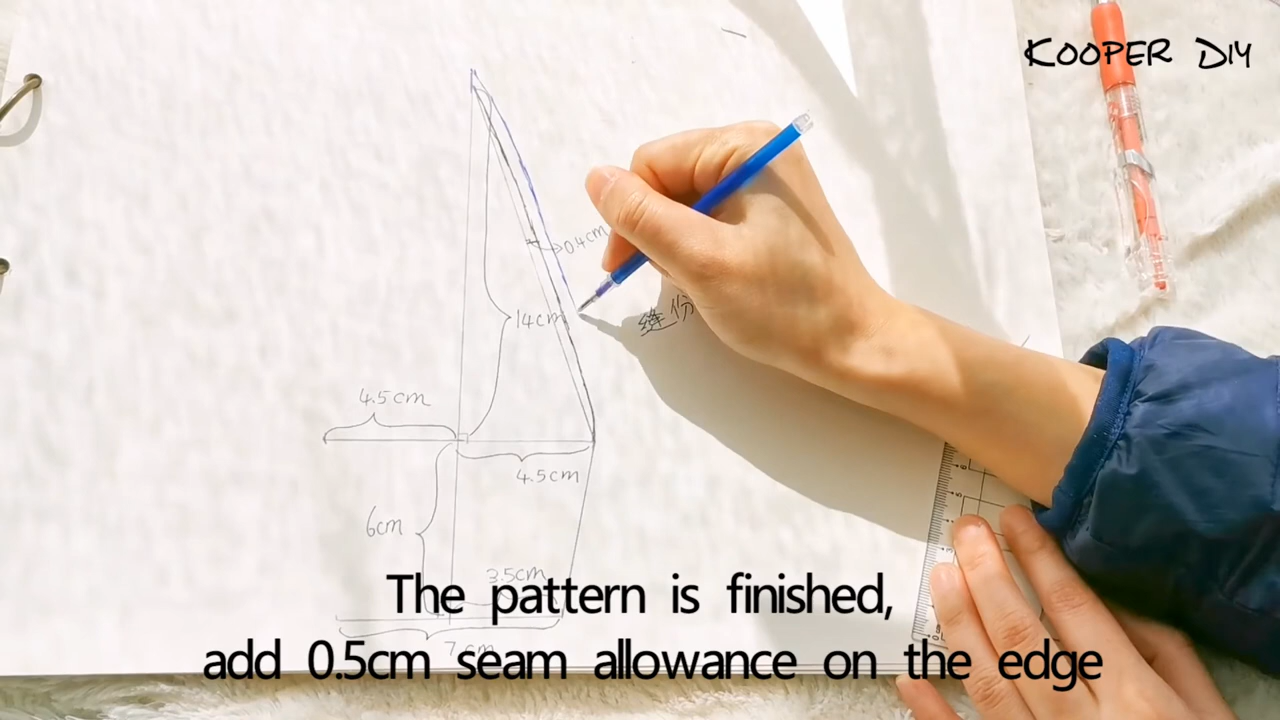 KOOPER DIY
0.4cm
缝份
14cm
4.5cm
4.5cm
6cm
3.5cm
The pattern is finished,
7cm
add 0.5cm seam allowance on the edge